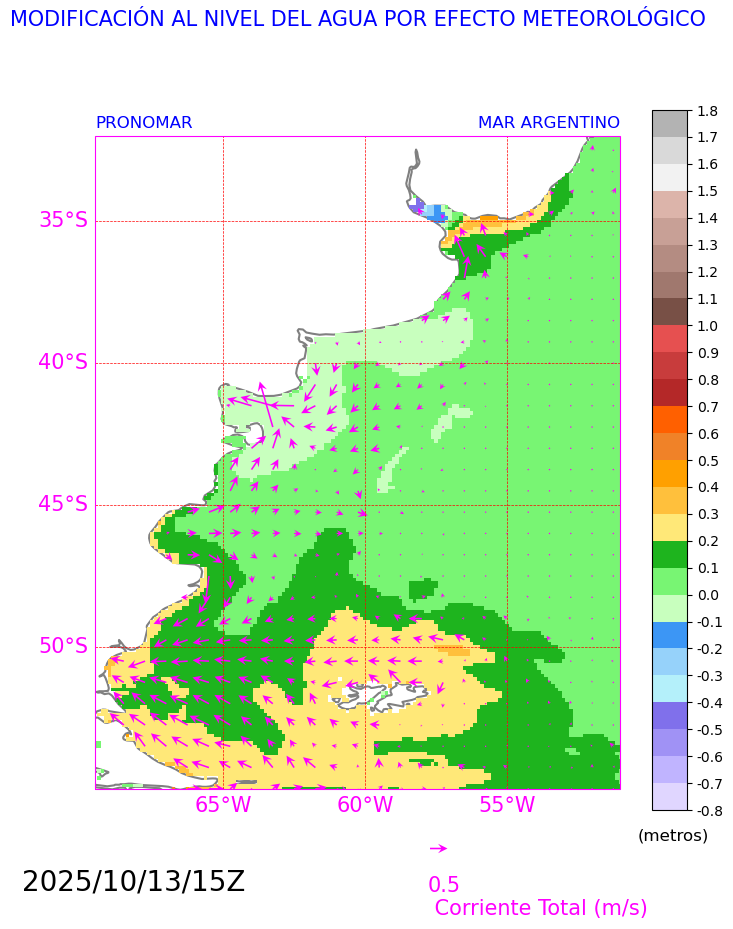 MODIFICACIÓN AL NIVEL DEL AGUA POR EFECTO METEOROLÓGICO
PRONOMAR MAR ARGENTINO
1.8
1.7
1.6
1.5
1.4
1.3
1.2
1.1
1.0
0.9
0.8
0.7
0.6
0.5
0.4
0.3
0.2
0.1
0.0
-0.1
-0.2
-0.3
-0.4
-0.5
-0.6
-0.7
-0.8
(metros)
35°S
40°S
45°S
50°S
65°W 60°W 55°W
2025/10/13/15Z
0.5
Corriente Total (m/s)